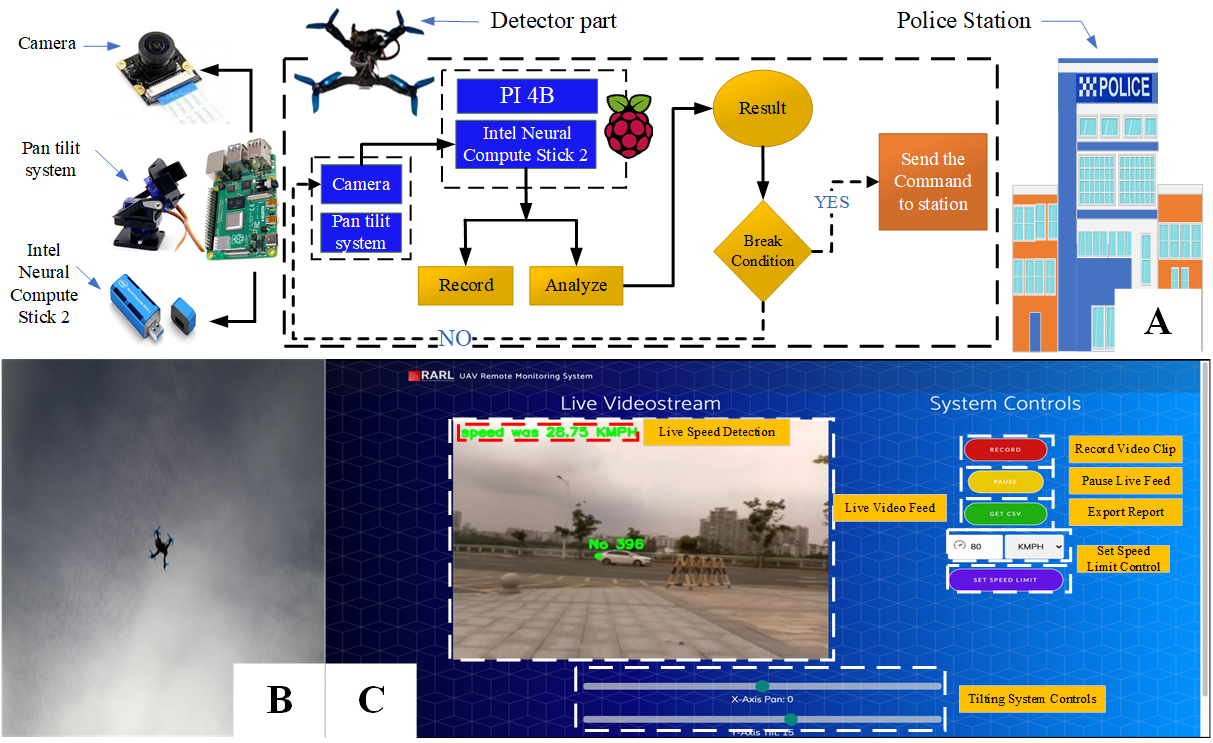 Detector part
Police Station
Camera
Pan tilit
system
Intel
Neural
Compute
Stick 2
PI 4B
Intel Neural
Compute Stick 2
Camera
Pan tilit
system
Record
Analyze
Result
Break
Condition
YES
NO
Send the
Command
to station
POLICE
A
B
C
RARL UAV Remote Monitoring System
Live Videostream
System Controls
speed was 28.75 KMPH
Live Speed Detection
No 396
Live Video Feed
RECORD
Record Video Clip
PAUSE
Pause Live Feed
GET CSV
Export Report
80
KMPH
Set Speed
Limit Control
SET SPEED LIMIT
X-Axis Pan: 0
Tilting System Controls
Y-Axis Tilt: 15